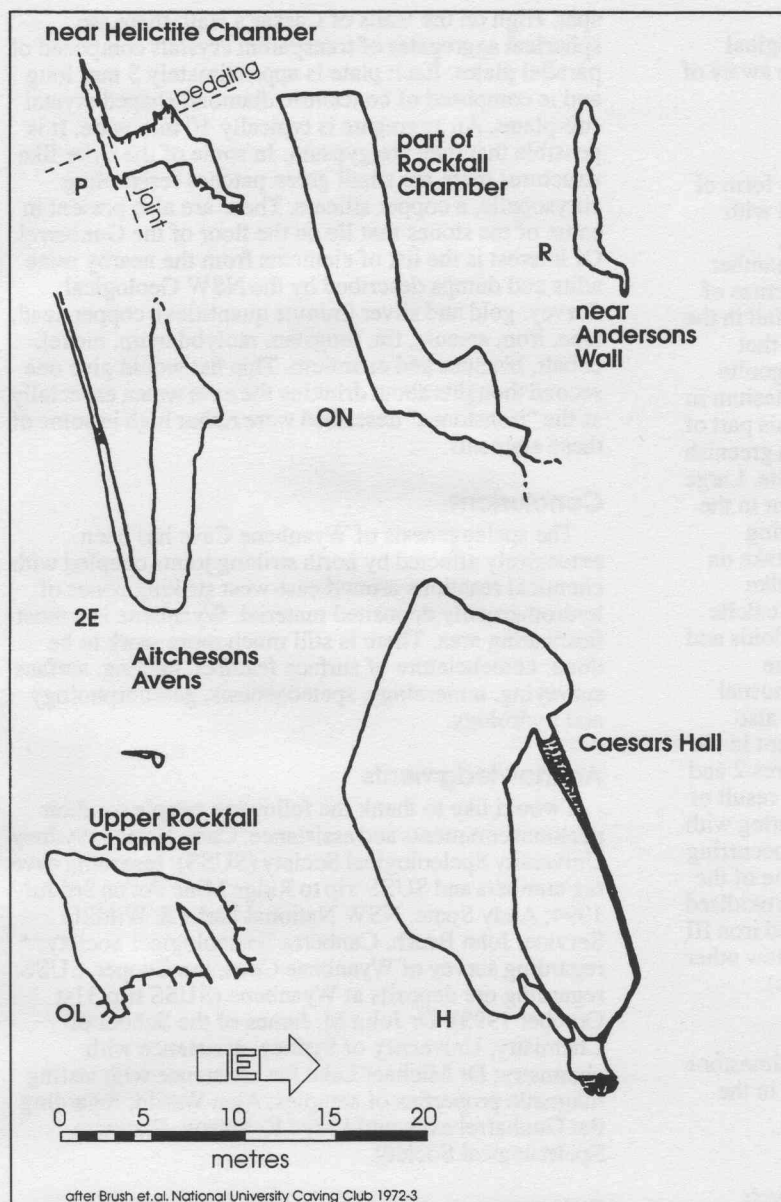 near Helictite Chamber
beading
P
joint
part of
Rockfall
Chamber
R
near
Andersons
Wall
ON
2E
Aitchesons
Avens
Caesars Hall
Upper Rockfall
Chamber
OL
H
E
0 5 10 15 20
metres
after Brush et.al. National University Caving Club 1972-3